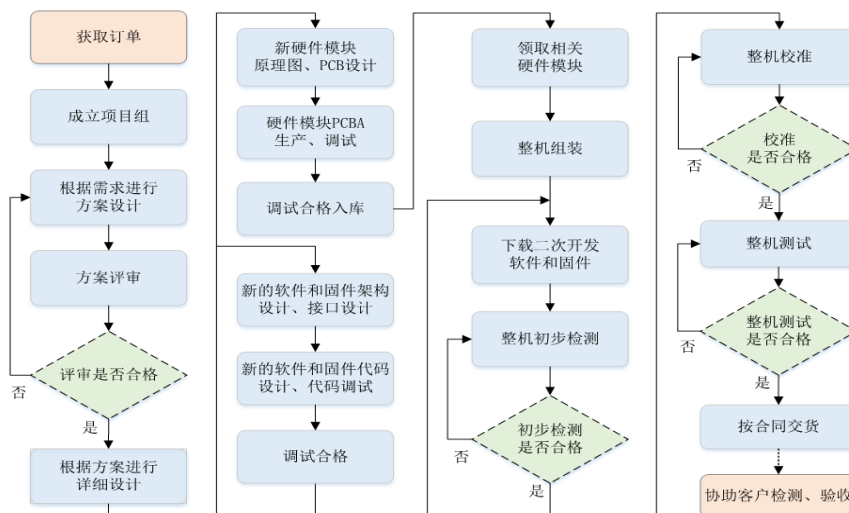 获取订单
成立项目组
根据需求进行
方案设计
方案评审
评审是否合格
否
是
根据方案进行
详细设计
新硬件模块
原理图、PCB设计
硬件模块PCBA
生产、调试
调试合格入库
新的软件和固件架构
设计、接口设计
新的软件和固件代码
设计、代码调试
调试合格
领取相关
硬件模块
整机组装
下载二次开发
软件和固件
整机初步检测
初步检测
是否合格
否
是
整机校准
校准
是否合格
否
是
整机测试
整机测试
是否合格
否
是
按合同交货
协助客户检测、验收